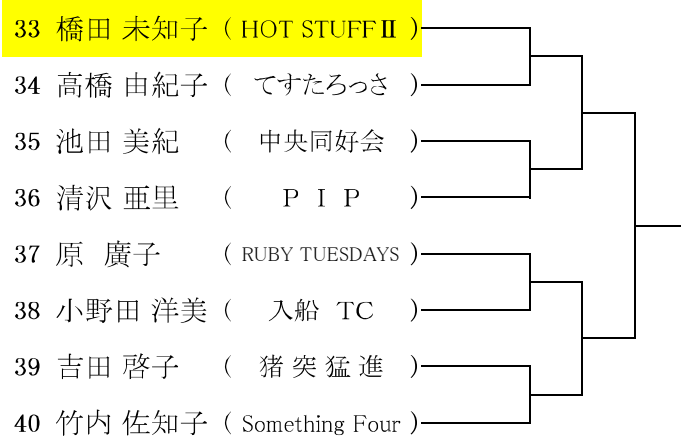 33 橋田 未知子 ( HOT STUFFⅡ )
34 高橋 由紀子 ( てすたろっさ )
35 池田 美紀 ( 中央同好会 )
36 清沢 亜里 ( P I P )
37 原 廣子 ( RUBY TUESDAYS )
38 小野田 洋美 ( 入船 TC )
39 吉田 啓子 ( 猪突猛進 )
40 竹内 佐知子 ( Something Four )